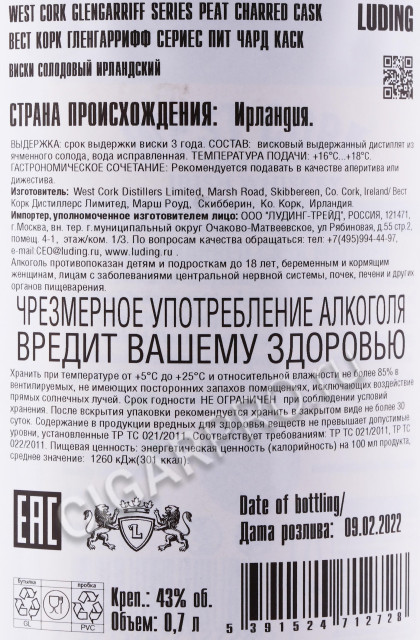 WEST CORK GLENGARRIFF SERIES PEAT CHARRED CASK
LUDING
ВЕСТ КОРК ГЛЕНГАРРИФФ СЕРИЕС ПИТ ЧАРД КАСК
ВИСКИ СОЛОДОВЫЙ ИРЛАНДСКИЙ
СТРАНА ПРОИСХОЖДЕНИЯ: Ирландия.
ВЫДЕРЖКА: срок выдержки виски 3 года. СОСТАВ: висковый выдержанный дистиллят из
ячменного солода, вода исправленная. ТЕМПЕРАТУРА ПОДАЧИ: +16°С...+18°С.
ГАСТРОНОМИЧЕСКОЕ СОЧЕТАНИЕ: Рекомендуется подавать в качестве аперитива или
дижестива.
Изготовитель: West Cork Distillers Limited, Marsh Road, Skibbereen, Co. Cork, Ireland/ Вест
Корк Дистиллерс Лимитед, Марш Роуд, Скибберин, Ко. Корк, Ирландия.
Импортер, уполномоченное изготовителем лицо: ООО "ЛУДИНГ-ТРЕЙД", РОССИЯ, 121471,
г.Москва, вн. тер. г.муниципальный округ Очаково-Матвеевское, ул Рябиновая, д.55 стр.2,
помещ. 4-1, этаж/ком. 1/3. По вопросам качества обращаться: тел: +7(495)994-44-97,
e-mail.CEO@luding.ru, www.luding.ru .
Алкоголь противопоказан детям и подросткам до 18 лет, беременным и кормящим
женщинам, лицам с заболеваниями центральной нервной системы, почек, печени и других
органов пищеварения.
ЧРЕЗМЕРНОЕ УПОТРЕБЛЕНИЕ АЛКОГОЛЯ
ВРЕДИТ ВАШЕМУ ЗДОРОВЬЮ
Хранить при температуре от +5°С до +25°С и относительной влажности не более 85% в
вентилируемых, не имеющих посторонних запахов помещениях, исключающих воздействие
прямых солнечных лучей. Срок годности НЕ ОГРАНИЧЕН при соблюдении условий
хранения. После вскрытия упаковки рекомендуется хранить в закрытом виде не более 30
суток. Содержание в продукции вредных для здоровья веществ не превышает допустимые
уровни, установленные ТР ТС 021/2011. Соответствует требованиям: ТР ТС 021/2011, ТР ТС
022/2011. Пищевая ценность: энергетическая ценность (калорийность) на 100 мл продукта,
среднее значение: 1260 кДж(301 ккал).
CIGARPRO.ru
EAC
L
Date of bottling/
Дата розлива: 09.02.2022
бутылка
пробка
GL
PVC
Креп.: 43% об.
Объем: 0,7 л
5 391524 712728